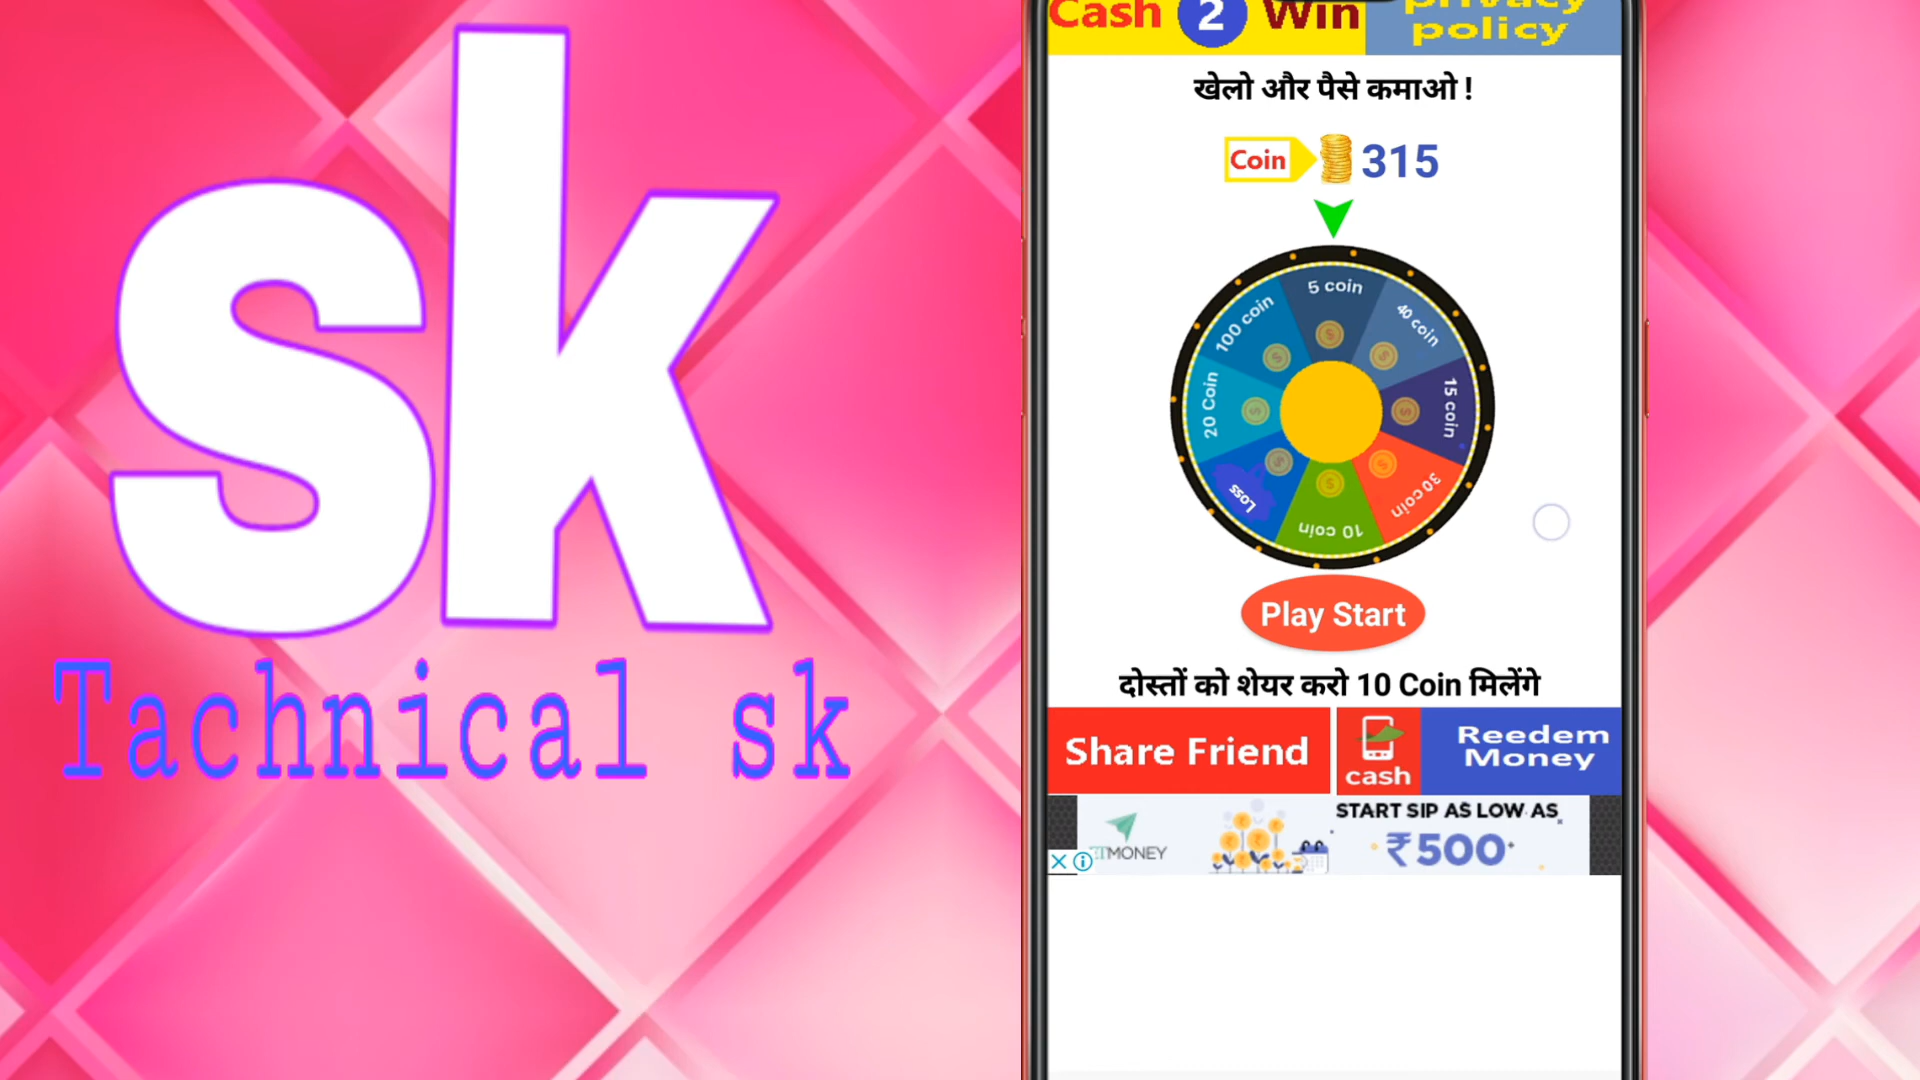 sk
Tachnical sk
Cash 2 Win
privacy
policy
खेलो और पैसे कमाओ !
Coin 315
5 coin
40 coin
15 coin
30 coin
10 coin
Loss
20 Coin
100 coin
Play Start
दोस्तों को शेयर करो 10 Coin मिलेंगे
Share Friend
cash
Reedem
Money
START SIP AS LOW AS
₹500
ETMONEY